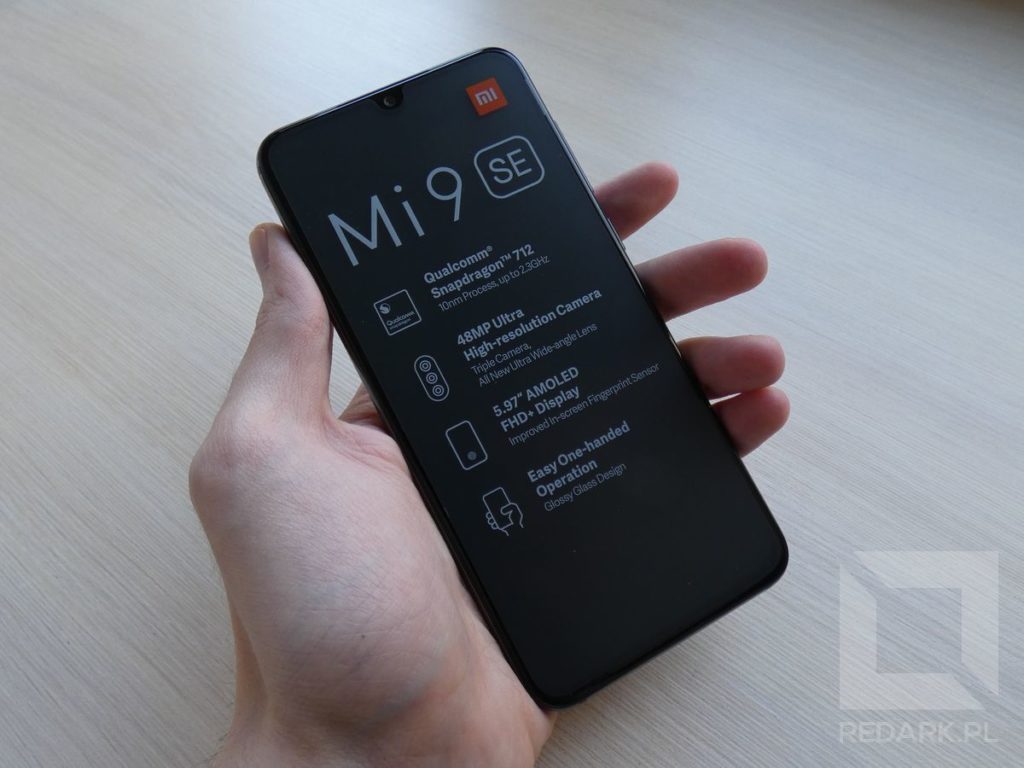 mi
Mi 9 SE
Qualcomm®
Snapdragon™ 712
10nm Process, up to 2.3GHz
Qualcomm
snapdragon
48MP Ultra
High-resolution Camera
Triple Camera,
All New Ultra Wide-angle Lens
5.97″ AMOLED
FHD+ Display
Improved In-screen Fingerprint Sensor
Easy One-handed
Operation
Glossy Glass Design
REDARK.PL